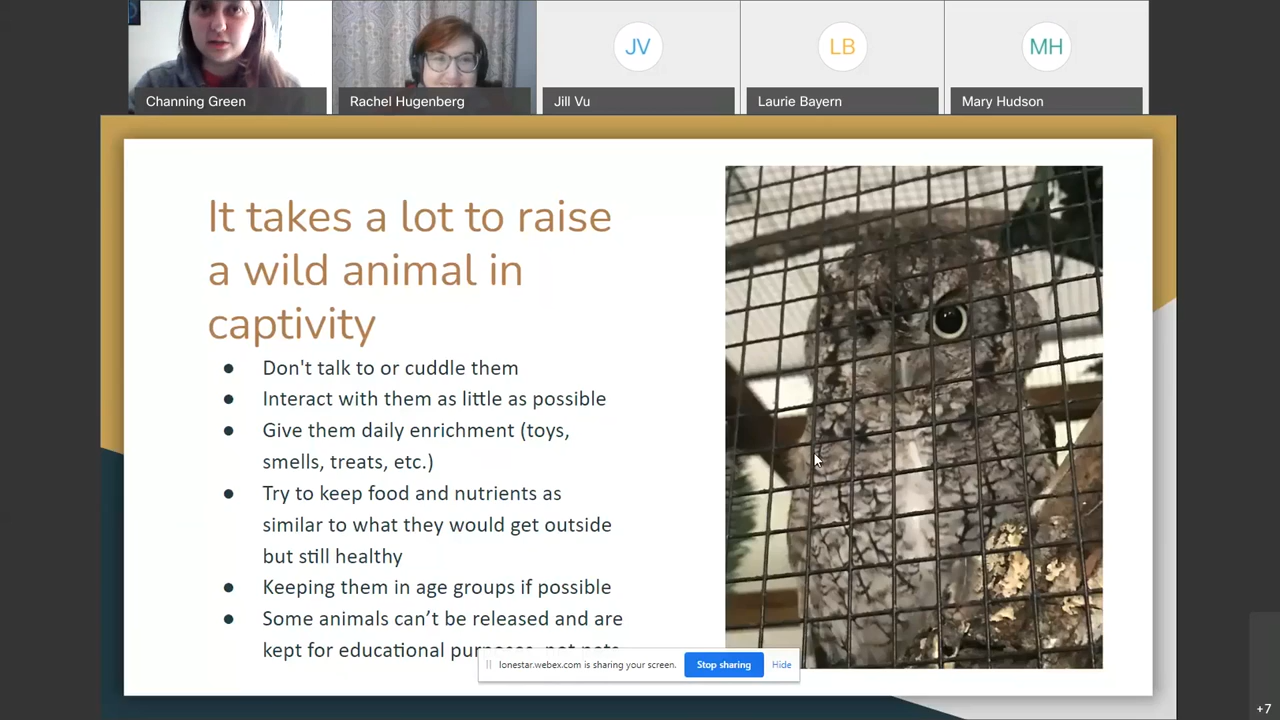 JV
LB
MH
Channing Green
Rachel Hugenberg
Jill Vu
Laurie Bayern
Mary Hudson
It takes a lot to raise
a wild animal in
captivity
● Don't talk to or cuddle them
● Interact with them as little as possible
● Give them daily enrichment (toys,
smells, treats, etc.)
● Try to keep food and nutrients as
similar to what they would get outside
but still healthy
● Keeping them in age groups if possible
● Some animals can’t be released and are
kept for educational purposes, not pets
lonestar.webex.com is sharing your screen.
Stop sharing
Hide
+7